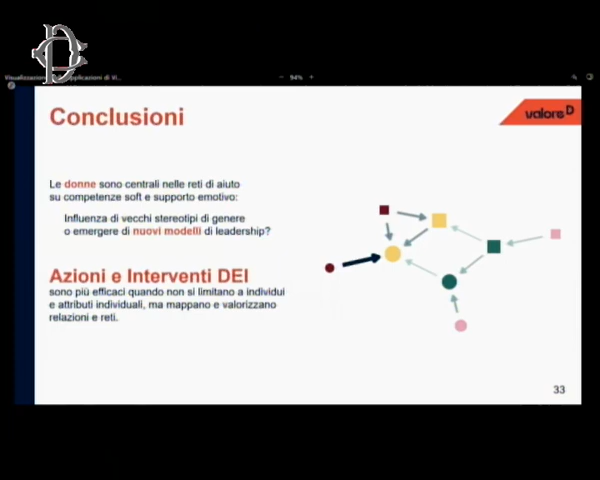 94%
Conclusioni
valore D
Le donne sono centrali nelle reti di aiuto
su competenze soft e supporto emotivo:
Influenza di vecchi stereotipi di genere
o emergere di nuovi modelli di leadership?
Azioni e Interventi DEI
sono più efficaci quando non si limitano a individui
e attributi individuali, ma mappano e valorizzano
relazioni e reti.
33